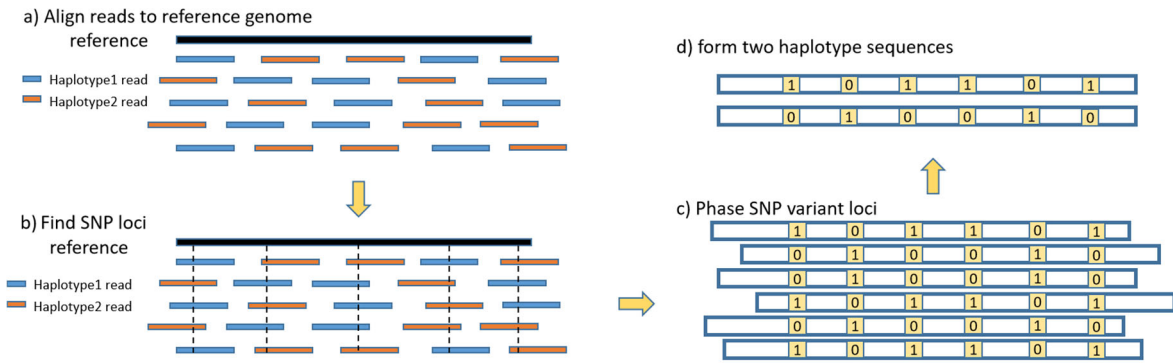 a) Align reads to reference genome
reference
Haplotype1 read
Haplotype2 read
b) Find SNP loci
reference
Haplotype1 read
Haplotype2 read
c) Phase SNP variant loci
1 0 1 1 0 1
0 1 0 0 1 0
0 1 0 0 1 0
1 0 1 1 0 1
0 1 0 0 1 0
1 0 1 1 0 1
d) form two haplotype sequences
1 0 1 1 0 1
0 1 0 0 1 0